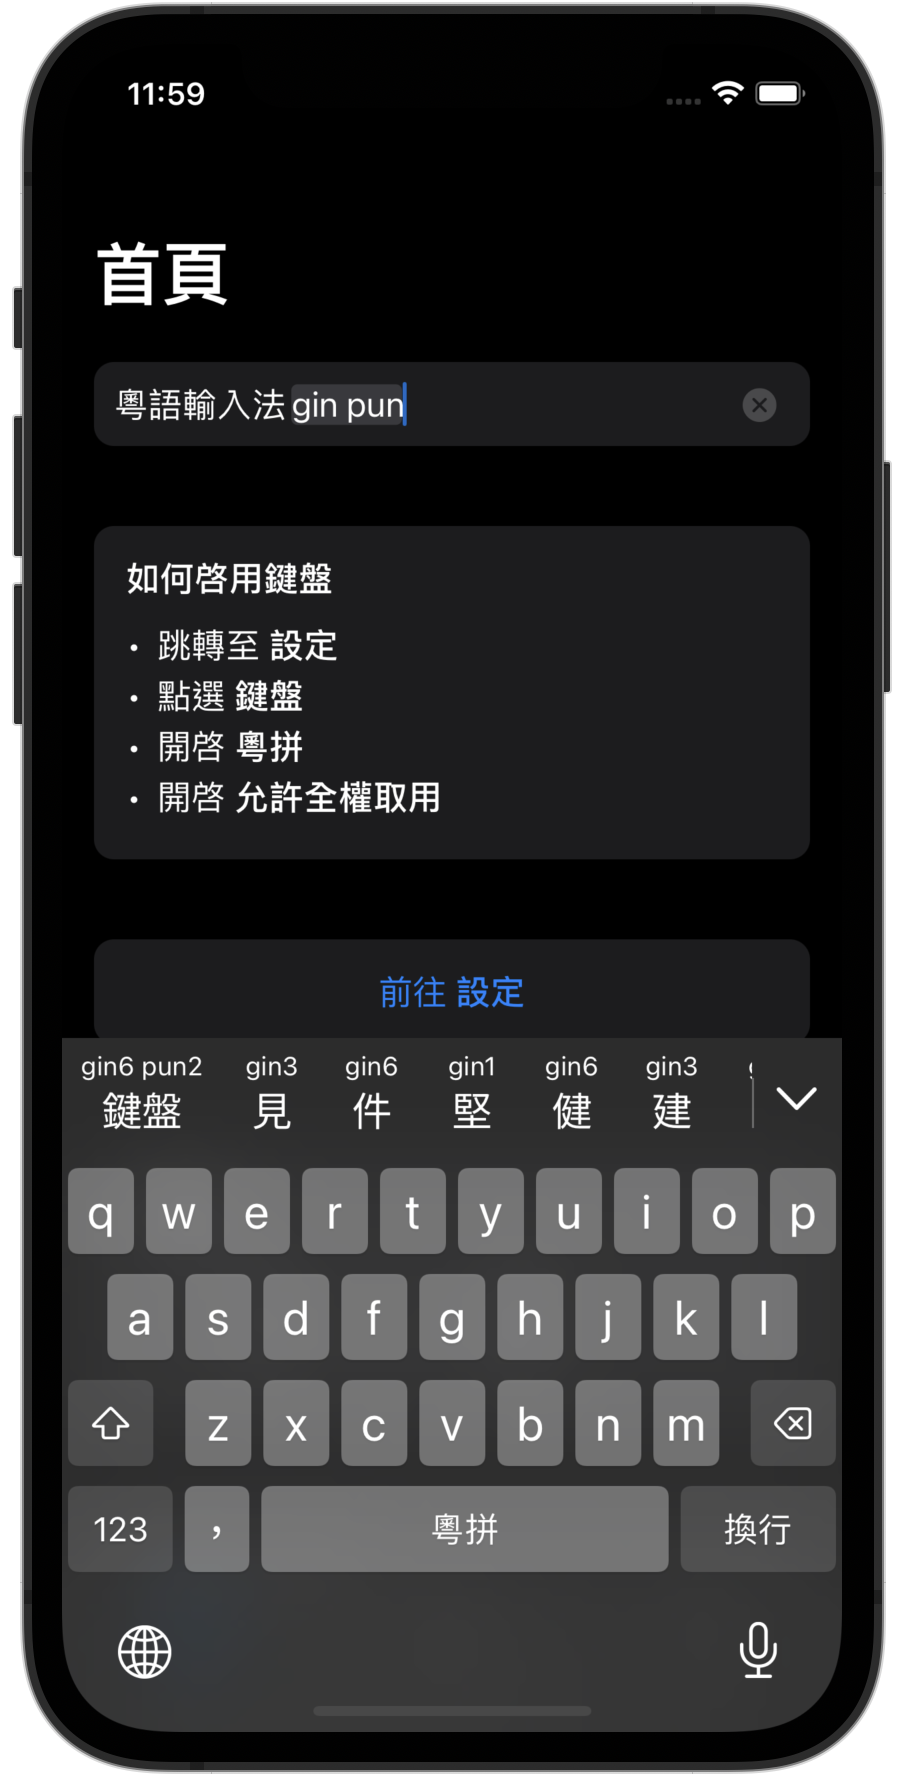 11:59
首頁
粵語輸入法gin pun
如何啓用鍵盤
• 跳轉至 設定
• 點選 鍵盤
• 開啓 粵拼
• 開啓 允許全權取用
前往 設定
gin6 pun2 gin3 gin6 gin1 gin6 gin3
鍵盤 見 件 堅 健 建
q w e r t y u i o p
a s d f g h j k l
z x c v b n m
123 ， 粵拼 換行